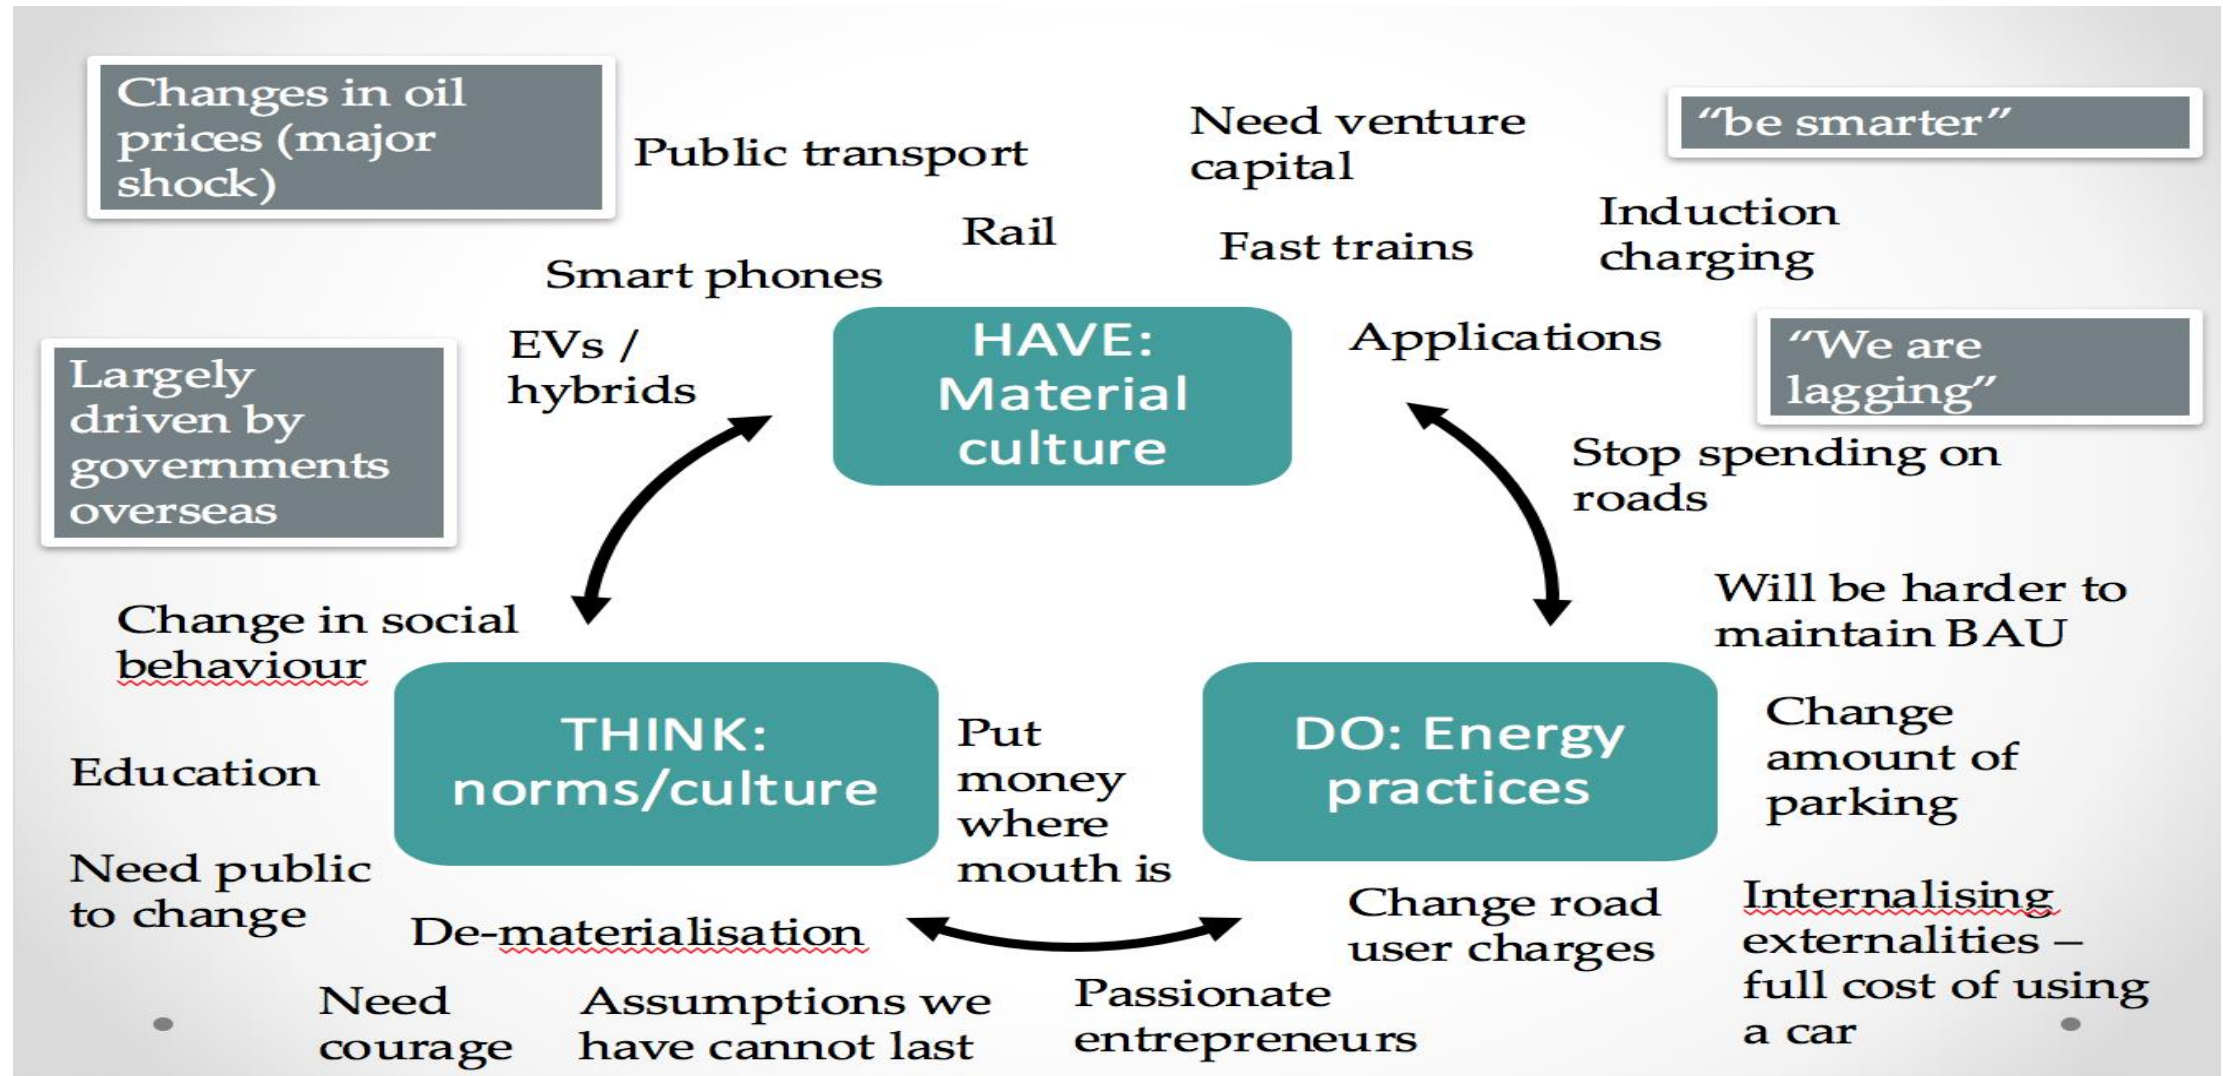 Changes in oil
prices (major
shock)
Public transport
Need venture
capital
“be smarter”
Rail
Fast trains
Induction
charging
Smart phones
EVs /
hybrids
HAVE:
Material
culture
Applications
“We are
lagging”
Largely
driven by
governments
overseas
Stop spending on
roads
Change in social
behaviour
Will be harder to
maintain BAU
THINK:
norms/culture
Put
money
where
mouth is
DO: Energy
practices
Change
amount of
parking
Education
Need public
to change
De-materialisation
Change road
user charges
Internalising
externalities –
full cost of using
a car
Need
courage
Assumptions we
have cannot last
Passionate
entrepreneurs